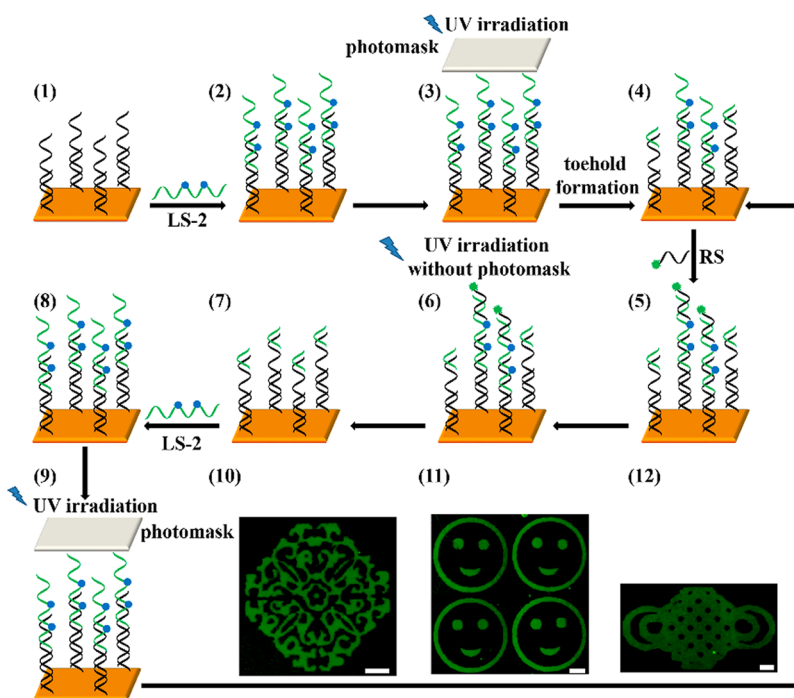 UV irradiation
photomask
(1)
(2)
(3)
(4)
toehold
formation
LS-2
RS
UV irradiation
without photomask
(8)
(7)
(6)
(5)
LS-2
(9)
(10)
(11)
(12)
UV irradiation
photomask